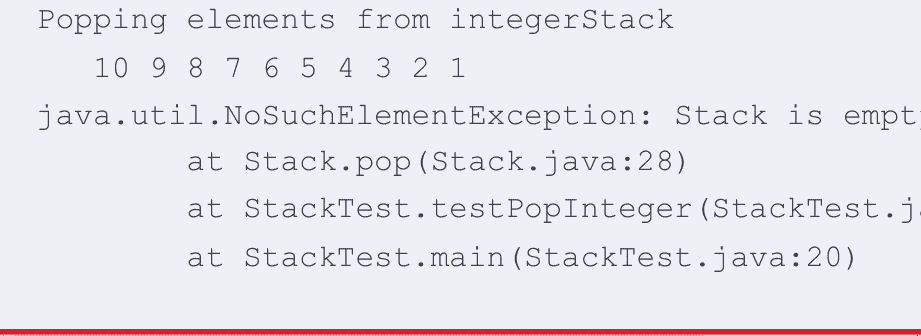 Popping elements from integerStack
10 9 8 7 6 5 4 3 2 1
java.util.NoSuchElementException: Stack is empt
at Stack.pop(Stack.java:28)
at StackTest.testPopInteger(StackTest.j
at StackTest.main(StackTest.java:20)